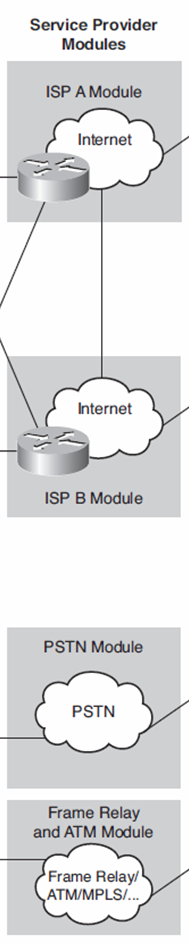 Service Provider
Modules
ISP A Module
Internet
Internet
ISP B Module
PSTN Module
PSTN
Frame Relay
and ATM Module
Frame Relay/
ATM/MPLS/...